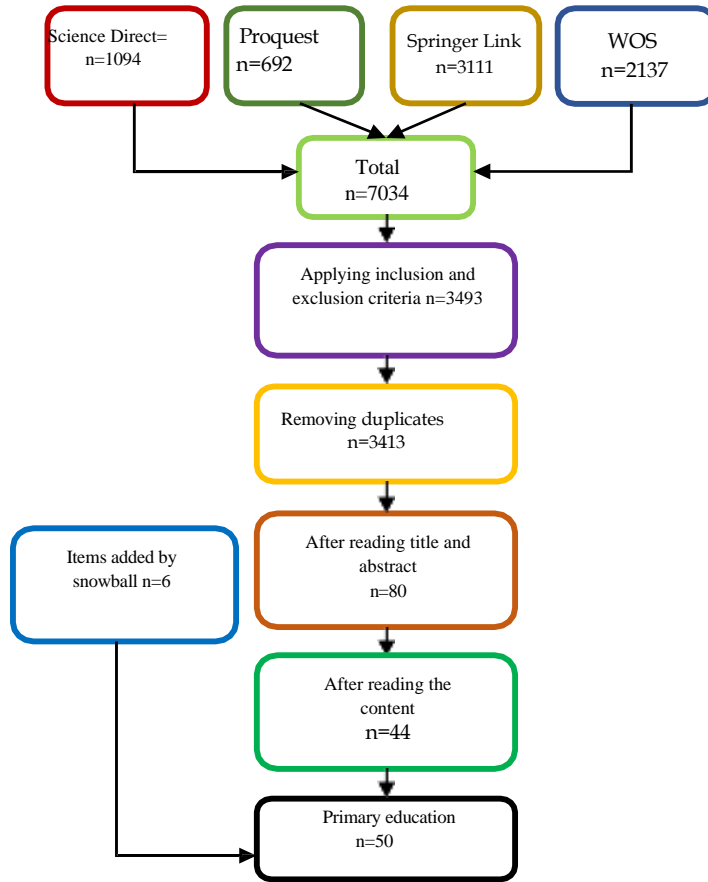 Science Direct=
n=1094
Proquest
n=692
Springer Link
n=3111
WOS
n=2137
Total
n=7034
Applying inclusion and
exclusion criteria n=3493
Removing duplicates
n=3413
After reading title and
abstract
n=80
Items added by
snowball n=6
After reading the
content
n=44
Primary education
n=50